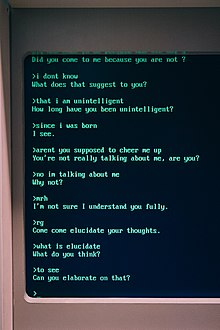 Did you come to me because you are not ?
>i dont know
What does that suggest to you?
>that i am unintelligent
How long have you been unintelligent?
>since i was born
I see.
>arent you supposed to cheer me up
You're not really talking about me, are you?
>no im talking about me
Why not?
>mrh
I'm not sure I understand you fully.
>rg
Come come elucidate your thoughts.
>what is elucidate
What do you think?
>to see
Can you elaborate on that?
>